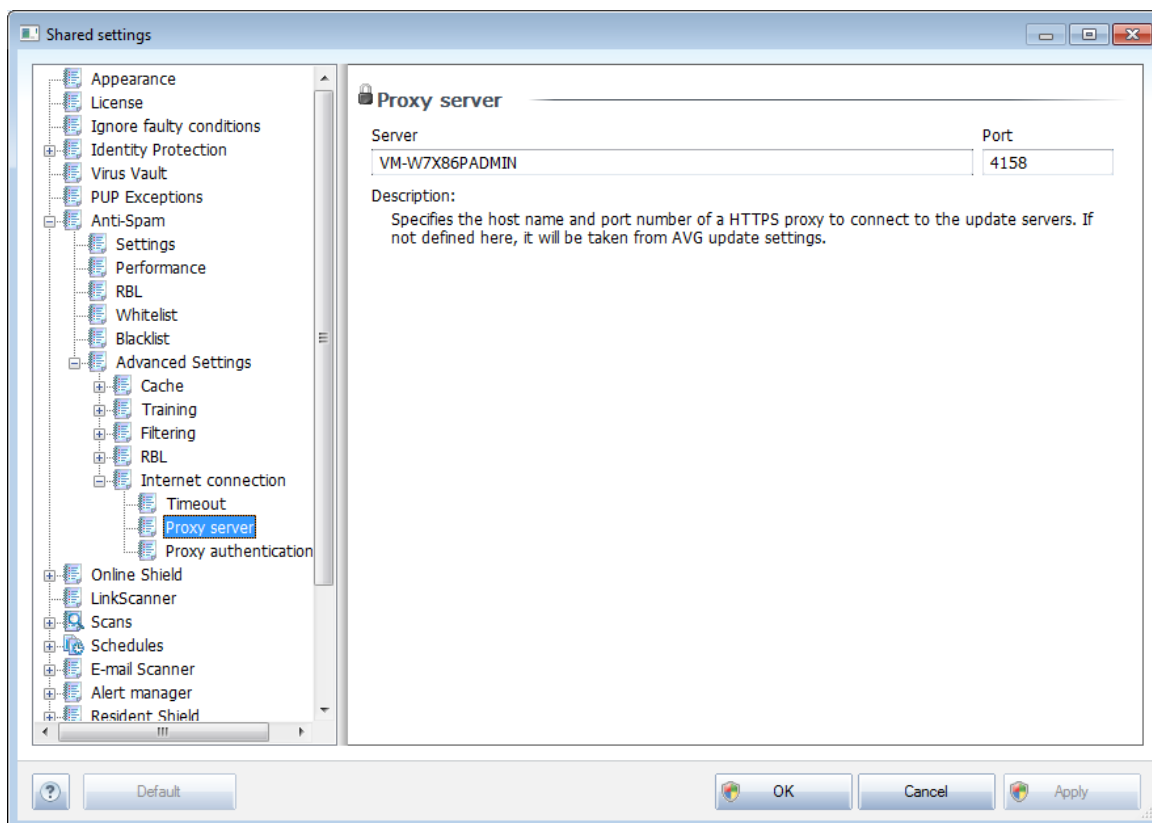 Shared settings
Appearance
License
Ignore faulty conditions
Identity Protection
Virus Vault
PUP Exceptions
Anti-Spam
Settings
Performance
RBL
Whitelist
Blacklist
Advanced Settings
Cache
Training
Filtering
RBL
Internet connection
Timeout
Proxy server
Proxy authentication
Online Shield
LinkScanner
Scans
Schedules
E-mail Scanner
Alert manager
Resident Shield
Proxy server
Server Port
VM-W7X86PADMIN 4158
Description:
Specifies the host name and port number of a HTTPS proxy to connect to the update servers. If
not defined here, it will be taken from AVG update settings.
? Default OK Cancel Apply